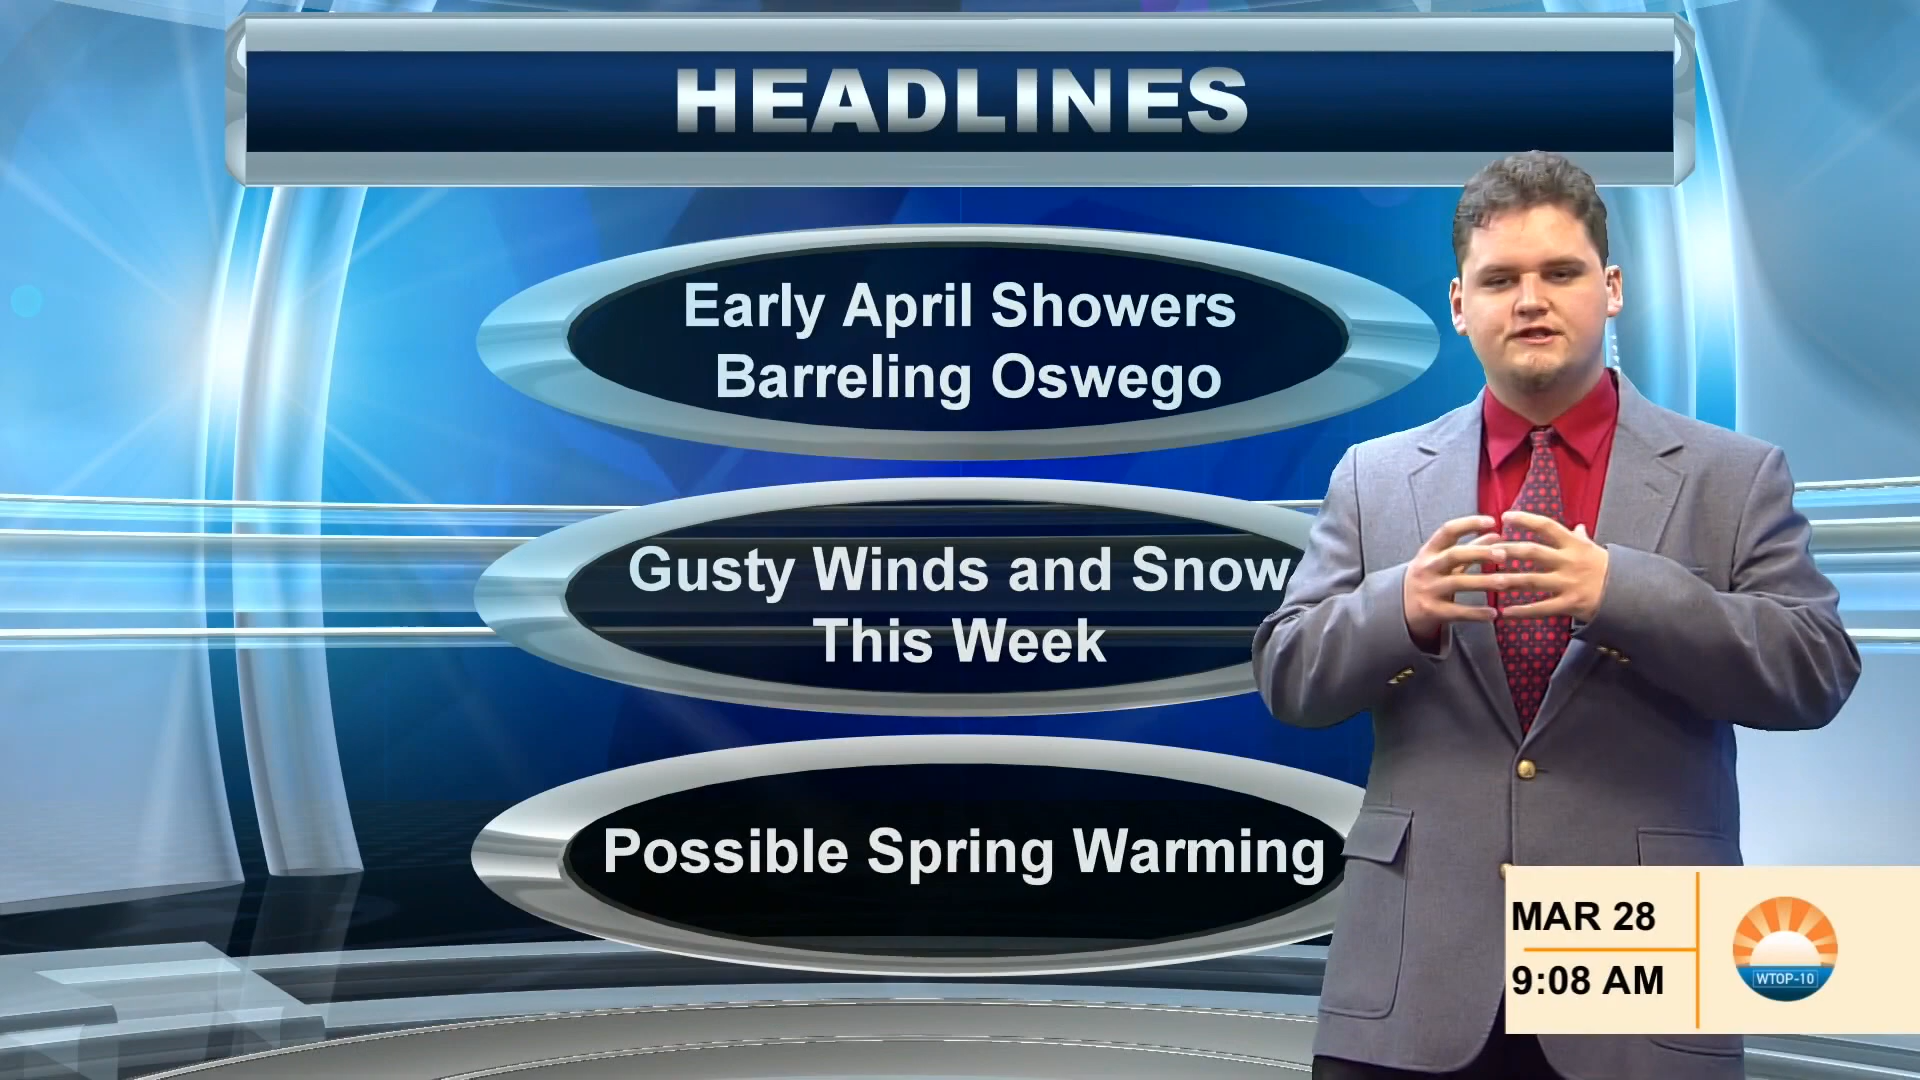 HEADLINES
Early April Showers
Barreling Oswego
Gusty Winds and Snow
This Week
Possible Spring Warming
MAR 28
9:08 AM
WTOP-10